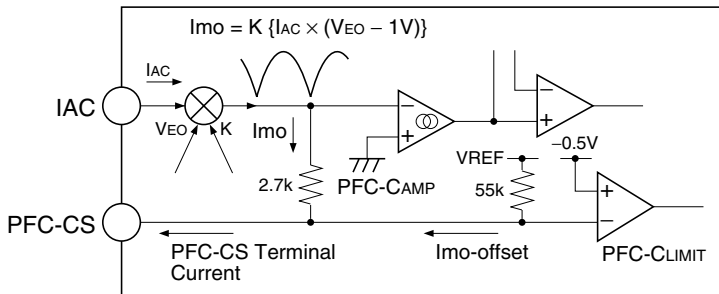 Imo = K {IAC × (VEO – 1V)}
IAC
IAC
VEO
K
Imo
–
+
–
+
VREF
–0.5V
2.7k
PFC-CAMP
55k
+
–
PFC-CS
PFC-CS Terminal
Current
Imo-offset
PFC-CLIMIT